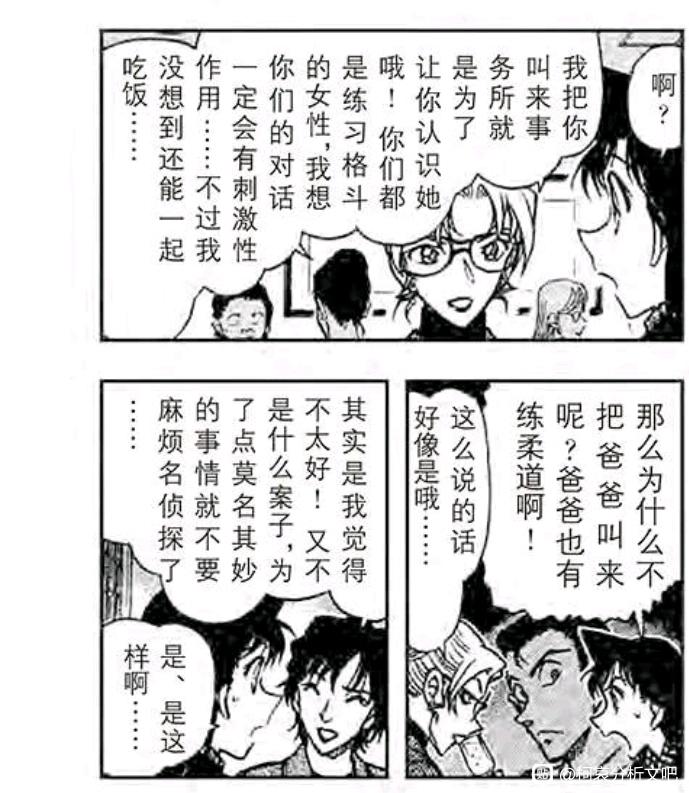 啊？
我把你
叫来事
务所就
是为了
让你认识她
哦！你们都
是练习格斗
的女性，我想
你们的对话
一定会有刺激性
作用……不过我
没想到还能一起
吃饭……
那么为什么不
把爸爸叫来
呢？爸爸也有
练柔道啊！
这么说的话
好像是哦……
其实是我觉得
不太好！又不
是什么案子，为
了点莫名其妙
的事情就不要
麻烦名侦探了
……
是、是这
样啊……
@柯哀分析文吧